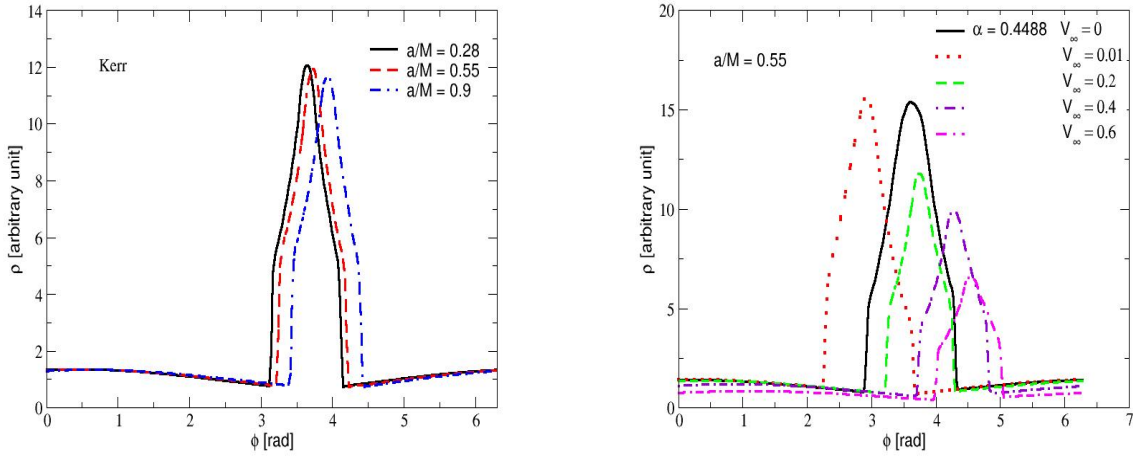 Kerr
a/M = 0.28
a/M = 0.55
a/M = 0.9
14
12
10
8
6
4
2
0
ρ [arbitrary unit]
0 1 2 3 4 5 6
ϕ [rad]
a/M = 0.55
α = 0.4488 V∞ = 0
V∞ = 0.01
V∞ = 0.2
V∞ = 0.4
V∞ = 0.6
20
15
10
5
0
ρ [arbitrary unit]
0 1 2 3 4 5 6 7
ϕ [rad]